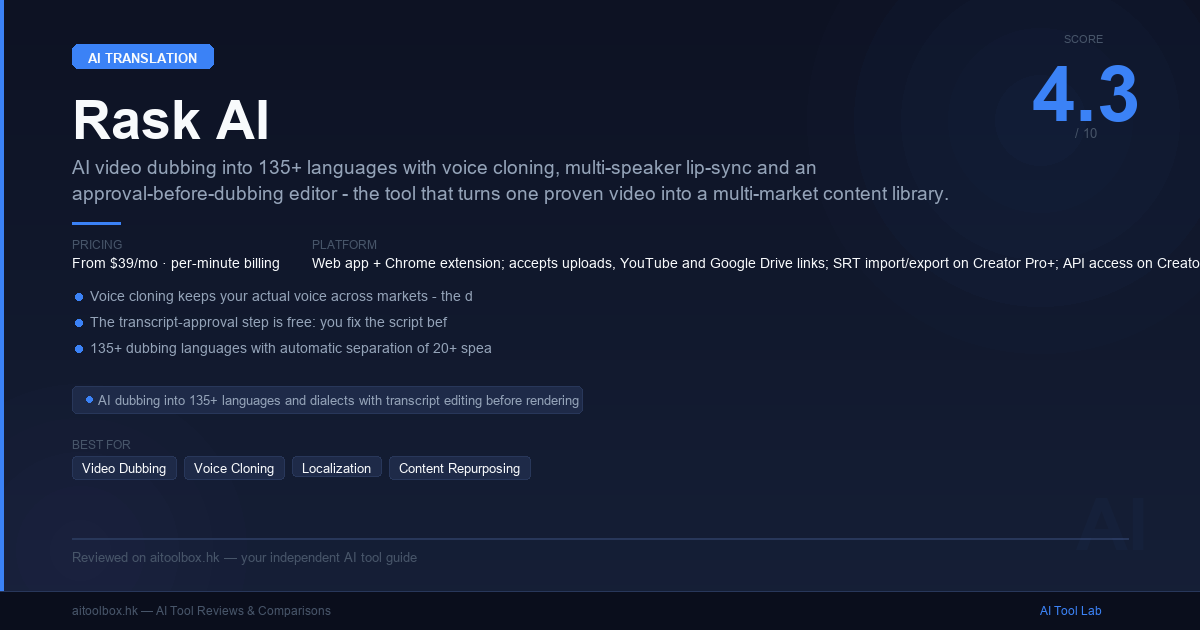 AI TRANSLATION
SCORE
4.3
/ 10
Rask AI
AI video dubbing into 135+ languages with voice cloning, multi-speaker lip-sync and an
approval-before-dubbing editor - the tool that turns one proven video into a multi-market content library.
PRICING
From $39/mo · per-minute billing
PLATFORM
Web app + Chrome extension; accepts uploads, YouTube and Google Drive links; SRT import/export on Creator Pro+; API access on Creato
Voice cloning keeps your actual voice across markets - the d
The transcript-approval step is free: you fix the script bef
135+ dubbing languages with automatic separation of 20+ spea
AI dubbing into 135+ languages and dialects with transcript editing before rendering
BEST FOR
Video Dubbing
Voice Cloning
Localization
Content Repurposing
AI
Reviewed on aitoolbox.hk — your independent AI tool guide
aitoolbox.hk — AI Tool Reviews & Comparisons
AI Tool Lab